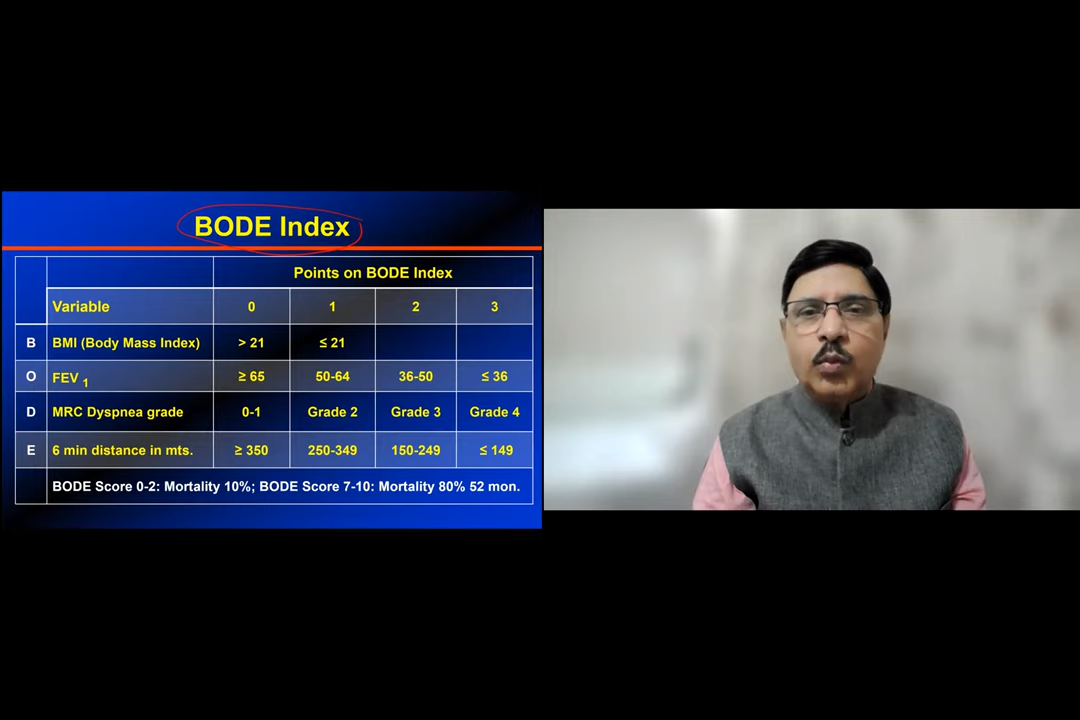 BODE Index
Points on BODE Index
Variable 0 1 2 3
B BMI (Body Mass Index) > 21 ≤ 21
O FEV 1 ≥ 65 50-64 36-50 ≤ 36
D MRC Dyspnea grade 0-1 Grade 2 Grade 3 Grade 4
E 6 min distance in mts. ≥ 350 250-349 150-249 ≤ 149
BODE Score 0-2: Mortality 10%; BODE Score 7-10: Mortality 80% 52 mon.